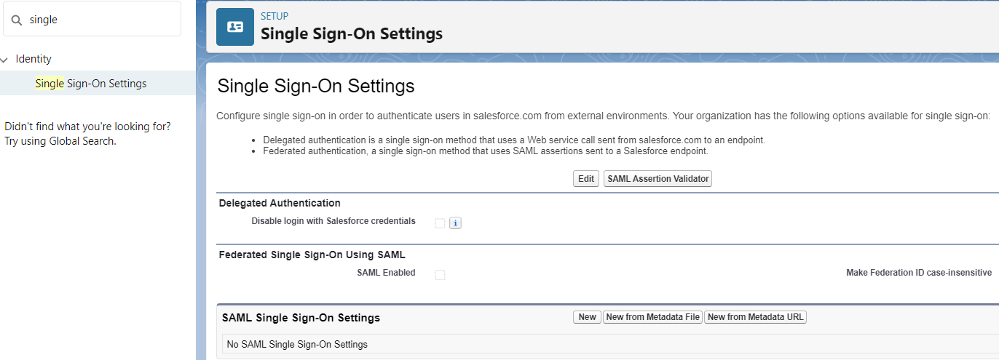 single
Identity
Single Sign-On Settings
Didn't find what you're looking for?
Try using Global Search.
SETUP
Single Sign-On Settings
Single Sign-On Settings
Configure single sign-on in order to authenticate users in salesforce.com from external environments. Your organization has the following options available for single sign-on:
• Delegated authentication is a single sign-on method that uses a Web service call sent from salesforce.com to an endpoint.
• Federated authentication, a single sign-on method that uses SAML assertions sent to a Salesforce endpoint.
Edit SAML Assertion Validator
Delegated Authentication
Disable login with Salesforce credentials i
Federated Single Sign-On Using SAML
SAML Enabled Make Federation ID case-insensitive
SAML Single Sign-On Settings New New from Metadata File New from Metadata URL
No SAML Single Sign-On Settings